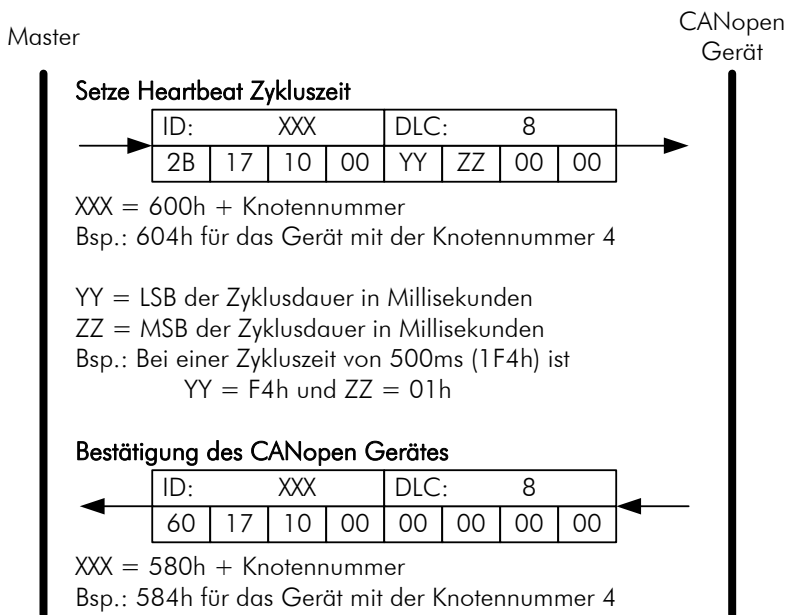 Master
CANopen
Gerät
Setze Heartbeat Zykluszeit
ID: XXX DLC: 8
2B 17 10 00 YY ZZ 00 00
XXX = 600h + Knotennummer
Bsp.: 604h für das Gerät mit der Knotennummer 4
YY = LSB der Zyklusdauer in Millisekunden
ZZ = MSB der Zyklusdauer in Millisekunden
Bsp.: Bei einer Zykluszeit von 500ms (1F4h) ist
YY = F4h und ZZ = 01h
Bestätigung des CANopen Gerätes
ID: XXX DLC: 8
60 17 10 00 00 00 00 00
XXX = 580h + Knotennummer
Bsp.: 584h für das Gerät mit der Knotennummer 4